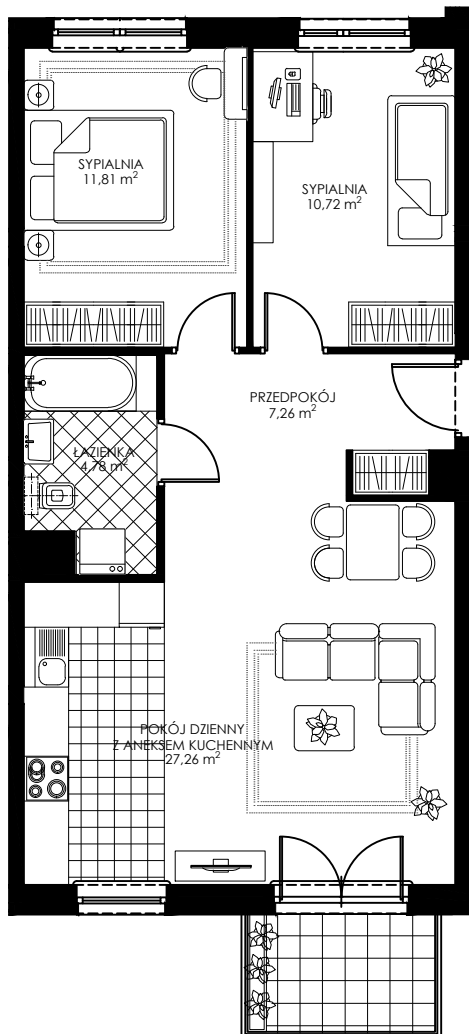 SYPIALNIA
11,81 m²
SYPIALNIA
10,72 m²
PRZEDPOKÓJ
7,26 m²
ŁAZIENKA
4,78 m²
POKÓJ DZIENNY
Z ANEKSEM KUCHENNYM
27,26 m²